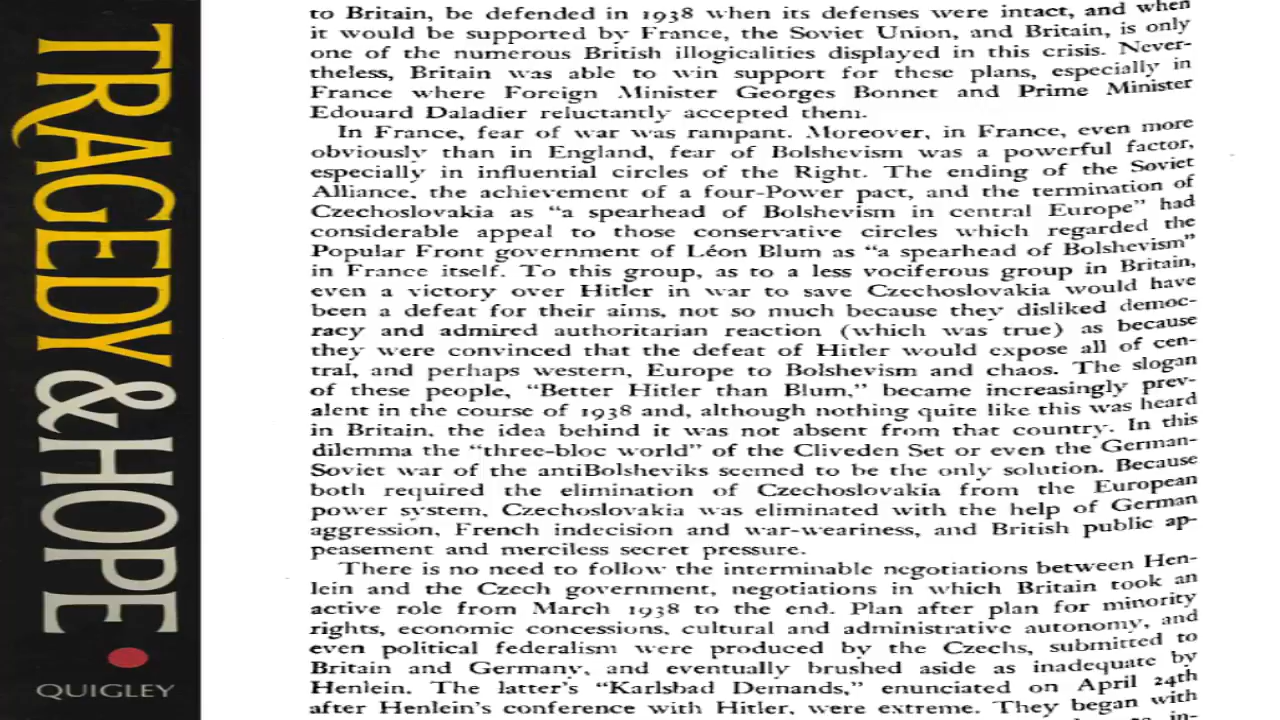 TRAGEDY & HOPE
QUIGLEY
to Britain, be defended in 1938 when its defenses were intact, and when
it would be supported by France, the Soviet Union, and Britain, is only
one of the numerous British illogicalities displayed in this crisis. Never-
theless, Britain was able to win support for these plans, especially in
France where Foreign Minister Georges Bonnet and Prime Minister
Edouard Daladier reluctantly accepted them.
In France, fear of war was rampant. Moreover, in France, even more
obviously than in England, fear of Bolshevism was a powerful factor,
especially in influential circles of the Right. The ending of the Soviet
Alliance, the achievement of a four-Power pact, and the termination of
Czechoslovakia as “a spearhead of Bolshevism in central Europe” had
considerable appeal to those conservative circles which regarded the
Popular Front government of Léon Blum as “a spearhead of Bolshevism”
in France itself. To this group, as to a less vociferous group in Britain,
even a victory over Hitler in war to save Czechoslovakia would have
been a defeat for their aims, not so much because they disliked democ-
racy and admired authoritarian reaction (which was true) as because
they were convinced that the defeat of Hitler would expose all of cen-
tral, and perhaps western, Europe to Bolshevism and chaos. The slogan
of these people, “Better Hitler than Blum,” became increasingly prev-
alent in the course of 1938 and, although nothing quite like this was heard
in Britain, the idea behind it was not absent from that country. In this
dilemma the “three-bloc world” of the Cliveden Set or even the German-
Soviet war of the antiBolsheviks seemed to be the only solution. Because
both required the elimination of Czechoslovakia from the European
power system, Czechoslovakia was eliminated with the help of German
aggression, French indecision and war-weariness, and British public ap-
peasement and merciless secret pressure.
There is no need to follow the interminable negotiations between Hen-
lein and the Czech government, negotiations in which Britain took an
active role from March 1938 to the end. Plan after plan for minority
rights, economic concessions, cultural and administrative autonomy, and
even political federalism were produced by the Czechs, submitted to
Britain and Germany, and eventually brushed aside as inadequate by
Henlein. The latter’s “Karlsbad Demands,” enunciated on April 24th
after Henlein’s conference with Hitler, were extreme. They began with